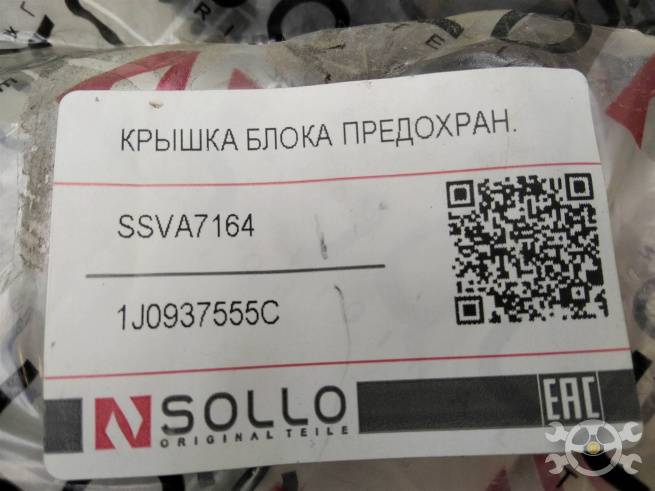 КРЫШКА БЛОКА ПРЕДОХРАН.
SSVA7164
1J0937555C
N SOLLO
ORIGINAL TEILE
EAC